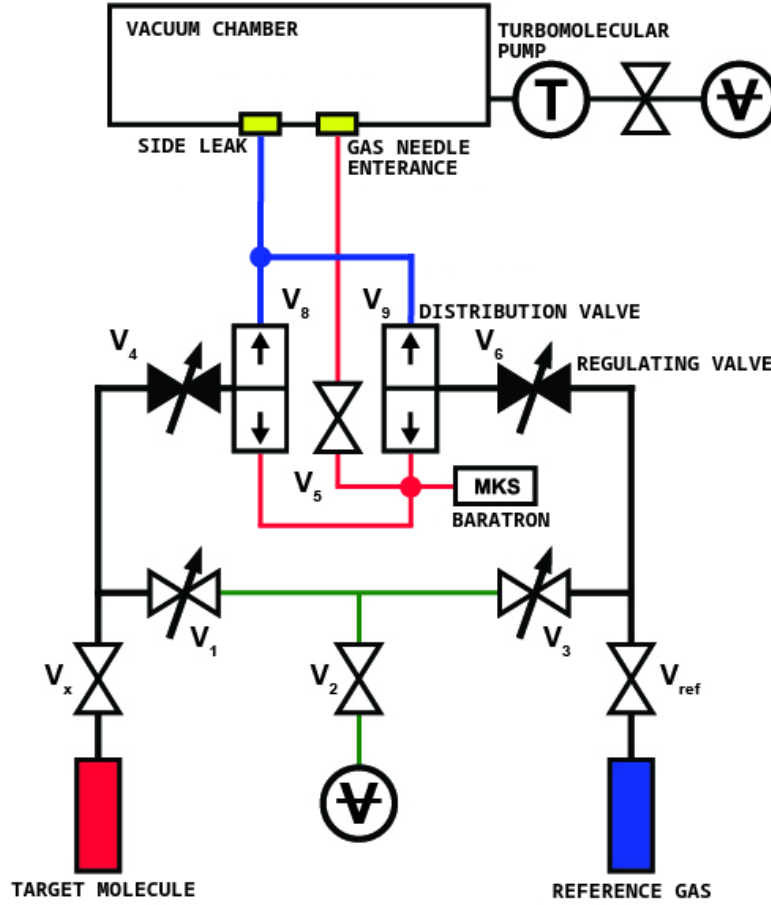 VACUUM CHAMBER
TURBOMOLECULAR
PUMP
T
V
SIDE LEAK
GAS NEEDLE
ENTERANCE
V8
V9
DISTRIBUTION VALVE
V4
V6
REGULATING VALVE
V5
MKS
BARATRON
V1
V3
Vx
V2
Vref
V
TARGET MOLECULE
REFERENCE GAS